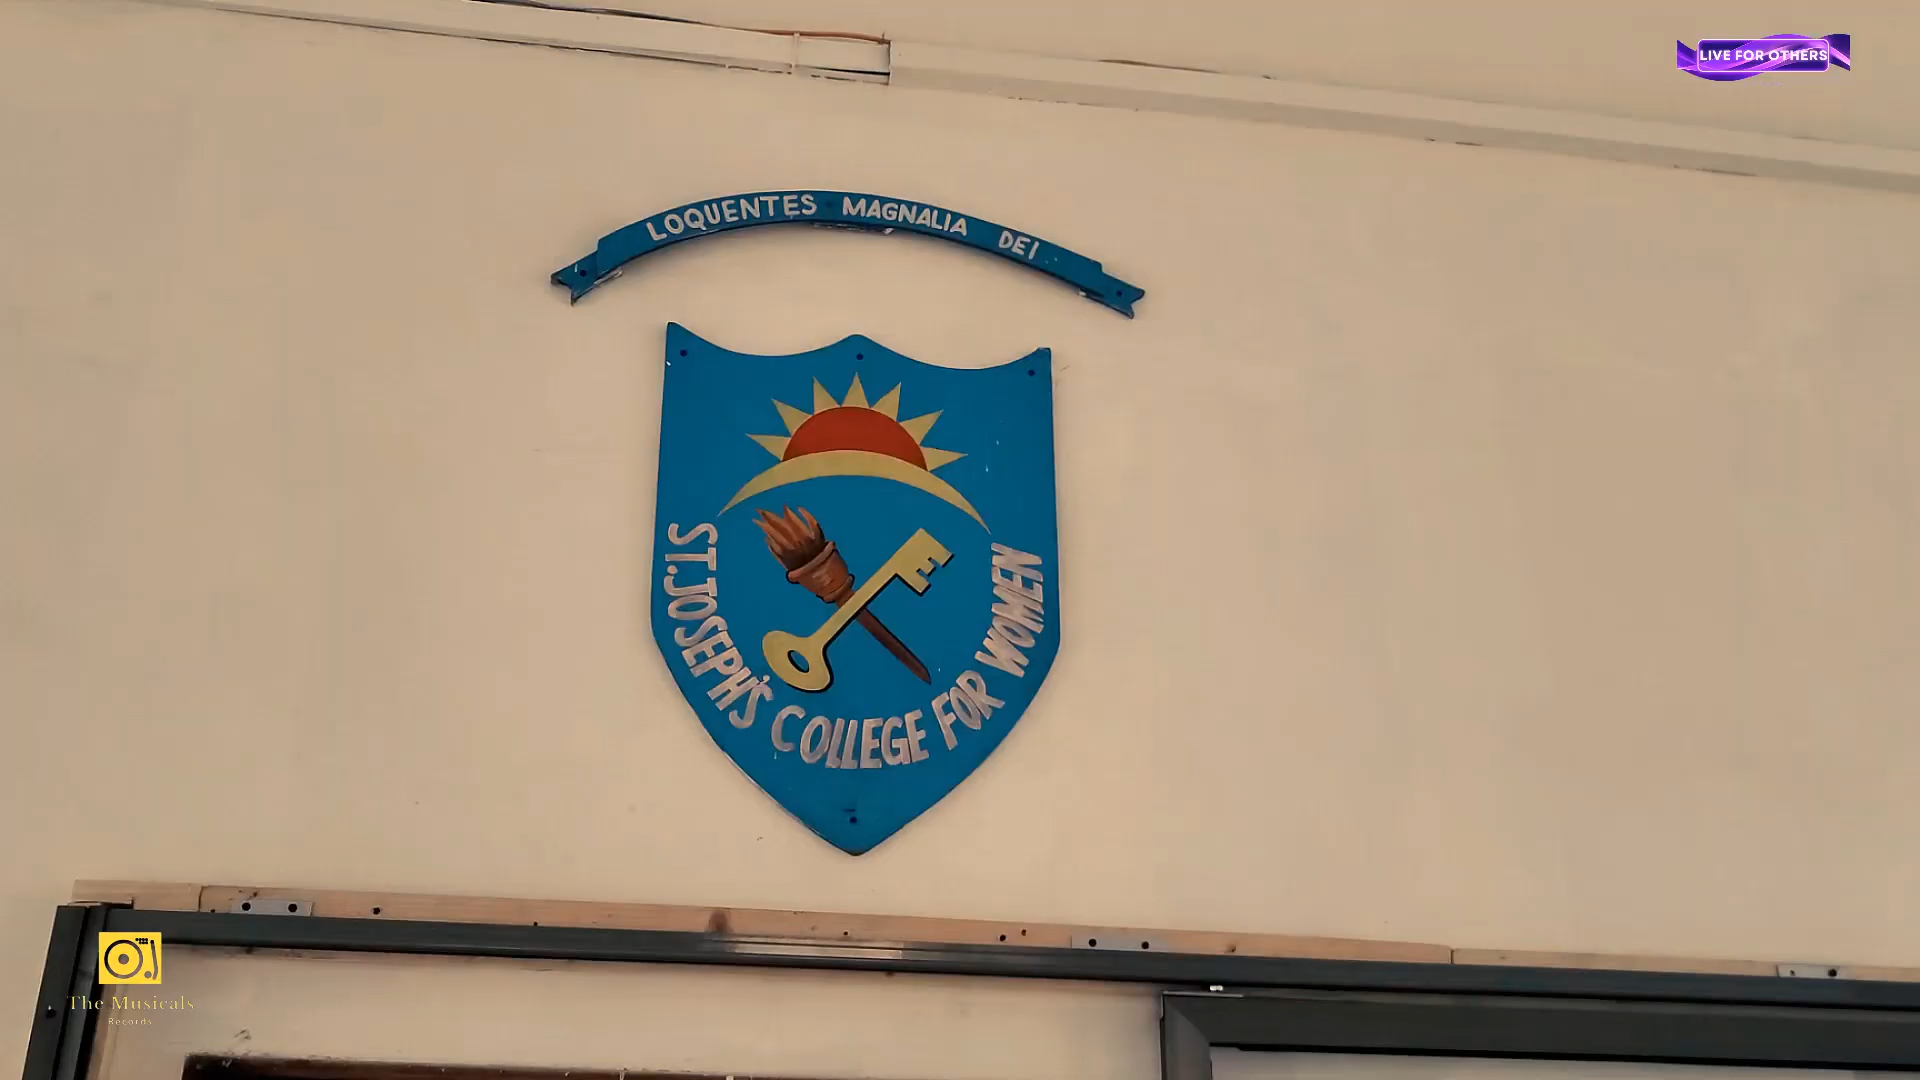 LIVE FOR OTHERS
LOQUENTES MAGNALIA DEI
ST. JOSEPH'S COLLEGE FOR WOMEN
The Musicals
Records